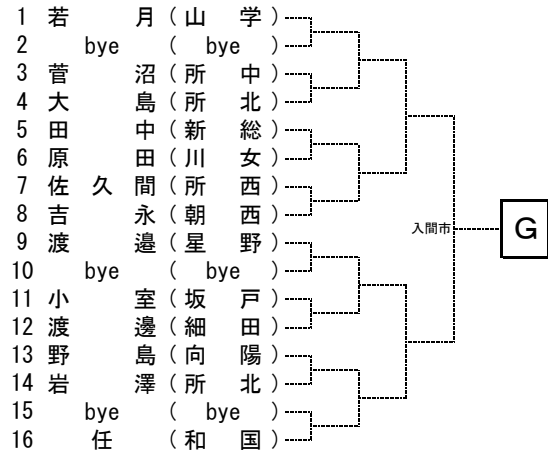 1 若月(山学)
2 bye(bye)
3 菅沼(所中)
4 大島(所北)
5 田中(新総)
6 原田(川女)
7 佐久間(所西)
8 吉永(朝西)
9 渡邉(星野)
10 bye(bye)
11 小室(坂戸)
12 渡邊(細田)
13 野島(向陽)
14 岩澤(所北)
15 bye(bye)
16 任(和国)
入間市
G